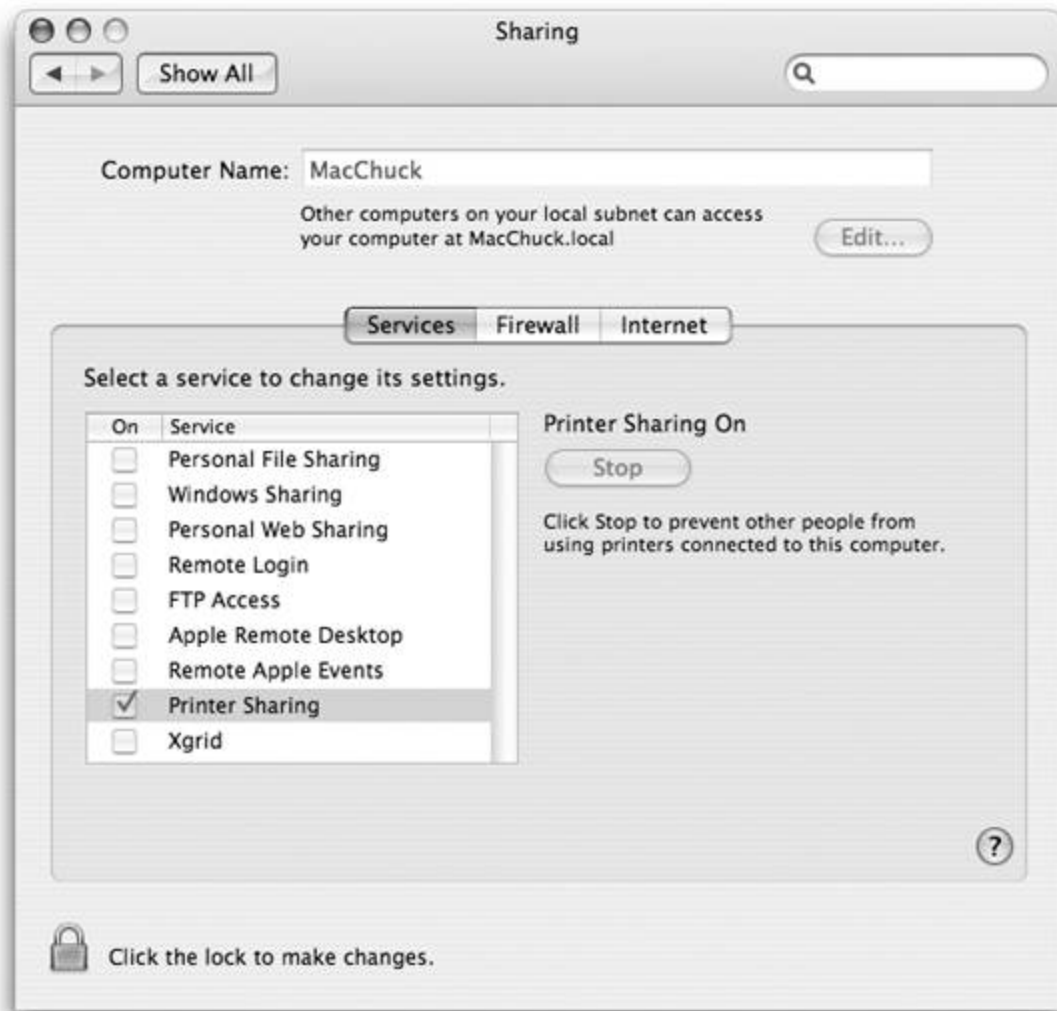 Sharing
Show All
Computer Name: MacChuck
Other computers on your local subnet can access
your computer at MacChuck.local
Edit...
Services Firewall Internet
Select a service to change its settings.
On Service
Personal File Sharing
Windows Sharing
Personal Web Sharing
Remote Login
FTP Access
Apple Remote Desktop
Remote Apple Events
Printer Sharing
Xgrid
Printer Sharing On
Stop
Click Stop to prevent other people from
using printers connected to this computer.
?
Click the lock to make changes.